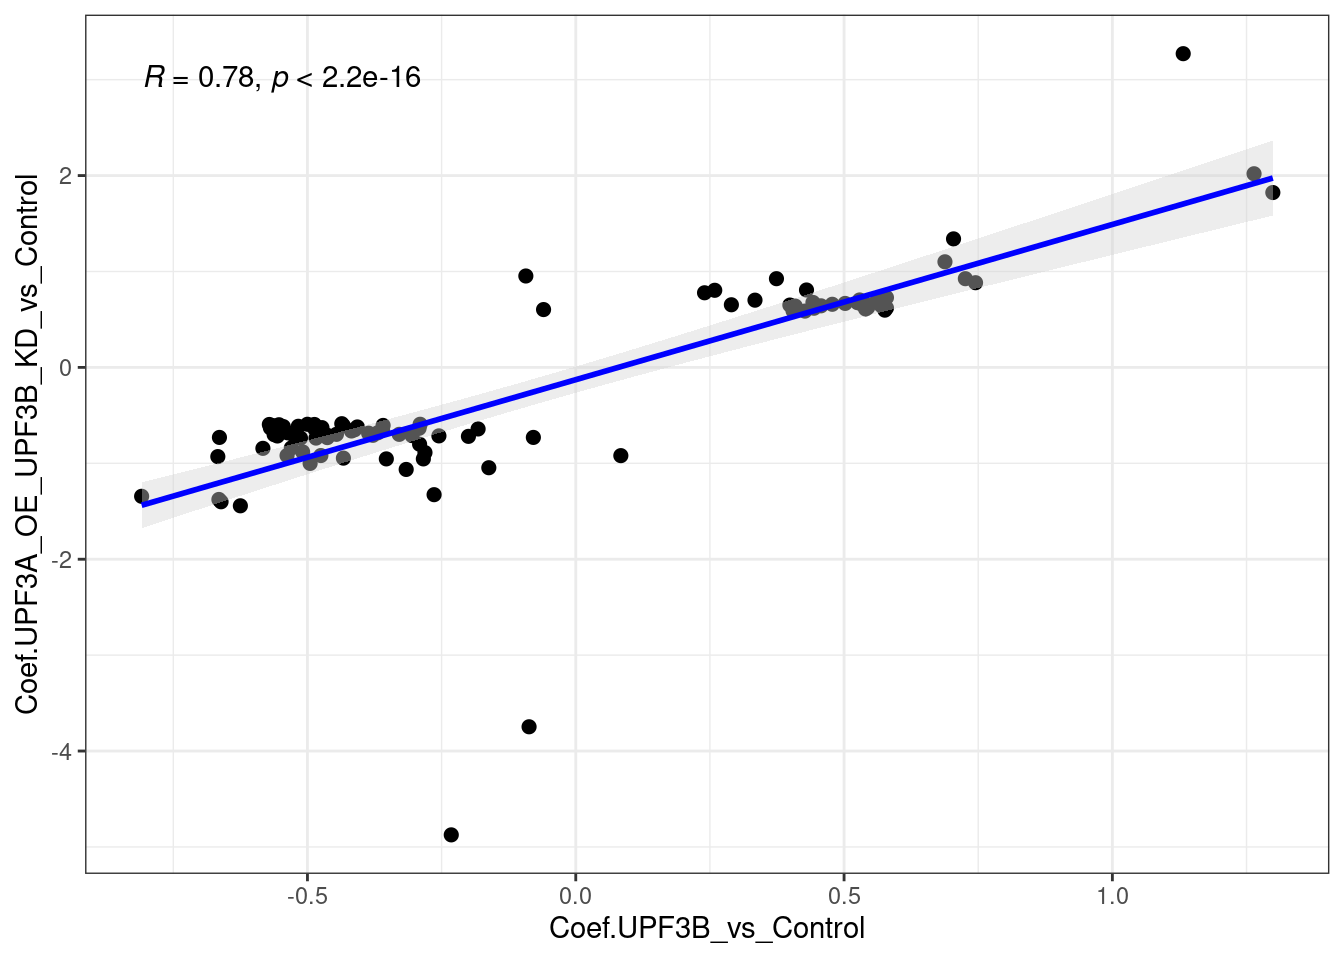 R = 0.78, p < 2.2e-16
Coef.UPF3A_OE_UPF3B_KD_vs_Control
2
0
-2
-4
-0.5
0.0
0.5
1.0
Coef.UPF3B_vs_Control